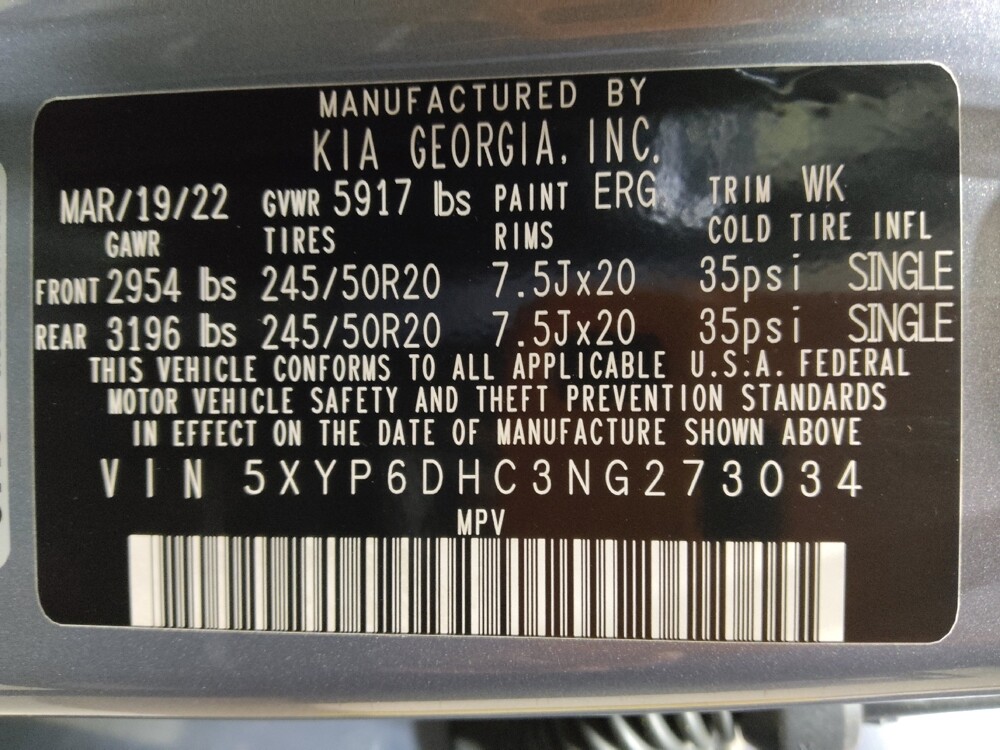 MANUFACTURED BY
KIA GEORGIA, INC.
MAR/19/22 GVWR 5917 lbs PAINT ERG TRIM WK
GAWR TIRES RIMS COLD TIRE INFL
FRONT 2954 lbs 245/50R20 7.5Jx20 35psi SINGLE
REAR 3196 lbs 245/50R20 7.5Jx20 35psi SINGLE
THIS VEHICLE CONFORMS TO ALL APPLICABLE U.S.A. FEDERAL
MOTOR VEHICLE SAFETY AND THEFT PREVENTION STANDARDS
IN EFFECT ON THE DATE OF MANUFACTURE SHOWN ABOVE
VIN 5XYP6DHC3NG273034
MPV